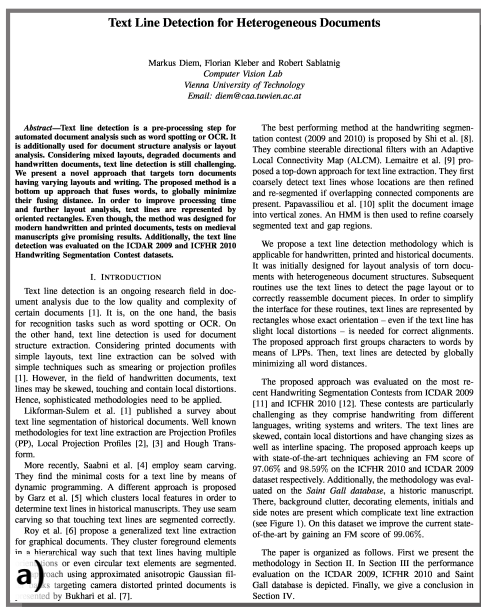 Text Line Detection for Heterogeneous Documents
Markus Diem, Florian Kleber and Robert Sablatnig
Computer Vision Lab
Vienna University of Technology
Email: diem@caa.tuwien.ac.at
Abstract—Text line detection is a pre-processing step for
automated document analysis such as word spotting or OCR. It
is additionally used for document structure analysis or layout
analysis. Considering mixed layouts, degraded documents and
handwritten documents, text line detection is still challenging.
We present a novel approach that targets torn documents
having varying layouts and writing. The proposed method is a
bottom up approach that fuses words, to globally minimize
their fusing distance. In order to improve processing time
and further layout analysis, text lines are represented by
oriented rectangles. Even though, the method was designed for
modern handwritten and printed documents, tests on medieval
manuscripts give promising results. Additionally, the text line
detection was evaluated on the ICDAR 2009 and ICFHR 2010
Handwriting Segmentation Contest datasets.
I. INTRODUCTION
Text line detection is an ongoing research field in doc-
ument analysis due to the low quality and complexity of
certain documents [1]. It is, on the one hand, the basis
for recognition tasks such as word spotting or OCR. On
the other hand, text line detection is used for document
structure extraction. Considering printed documents with
simple layouts, text line extraction can be solved with
simple techniques such as smearing or projection profiles
[1]. However, in the field of handwritten documents, text
lines may be skewed, touching and contain local distortions.
Hence, sophisticated methodologies need to be applied.
Likforman-Sulem et al. [1] published a survey about
text line segmentation of historical documents. Well known
methodologies for text line extraction are Projection Profiles
(PP), Local Projection Profiles [2], [3] and Hough Trans-
form.
More recently, Saabni et al. [4] employ seam carving.
They find the minimal costs for a text line by means of
dynamic programming. A different approach is proposed
by Garz et al. [5] which clusters local features in order to
determine text lines in historical manuscripts. They use seam
carving so that touching text lines are segmented correctly.
Roy et al. [6] propose a generalized text line extraction
for graphical documents. They cluster foreground elements
in a hierarchical way such that text lines having multiple
or even circular text elements are segmented.
using approximated anisotropic Gaussian fil-
targeting camera distorted documents is
by Bukhari et al. [7].
a)
The best performing method at the handwriting segmen-
tation contest (2009 and 2010) is proposed by Shi et al. [8].
They combine steerable directional filters with an Adaptive
Local Connectivity Map (ALCM). Lemaitre et al. [9] pro-
posed a top-down approach for text line extraction. They first
coarsely detect text lines whose locations are then refined
and re-segmented if overlapping connected components are
present. Papavassiliou et al. [10] split the document image
into vertical zones. An HMM is then used to refine coarsely
segmented text and gap regions.
We propose a text line detection methodology which is
applicable for handwritten, printed and historical documents.
It was initially designed for layout analysis of torn docu-
ments with heterogeneous document structures. Subsequent
routines use the text lines to detect the page layout or to
correctly reassemble document pieces. In order to simplify
the interface for these routines, text lines are represented by
rectangles whose exact orientation – even if the text line has
slight local distortions – is needed for correct alignments.
The proposed approach first groups characters to words by
means of LPPs. Then, text lines are detected by globally
minimizing all word distances.
The proposed approach was evaluated on the most re-
cent Handwriting Segmentation Contests from ICDAR 2009
[11] and ICFHR 2010 [12]. These contests are particularly
challenging as they comprise handwriting from different
languages, writing systems and writers. The text lines are
skewed, contain local distortions and have changing sizes as
well as interline spacing. The proposed approach keeps up
with state-of-the-art techniques achieving an FM score of
97.06% and 98.59% on the ICFHR 2010 and ICDAR 2009
dataset respectively. Additionally, the methodology was eval-
uated on the Saint Gall database, a historic manuscript.
There, background clutter, decorating elements, initials and
side notes are present which complicate text line extraction
(see Figure 1). On this dataset we improve the current state-
of-the-art by gaining an FM score of 99.06%.
The paper is organized as follows. First we present the
methodology in Section II. In Section III the performance
evaluation on the ICDAR 2009, ICFHR 2010 and Saint
Gall database is depicted. Finally, we give a conclusion in
Section IV.